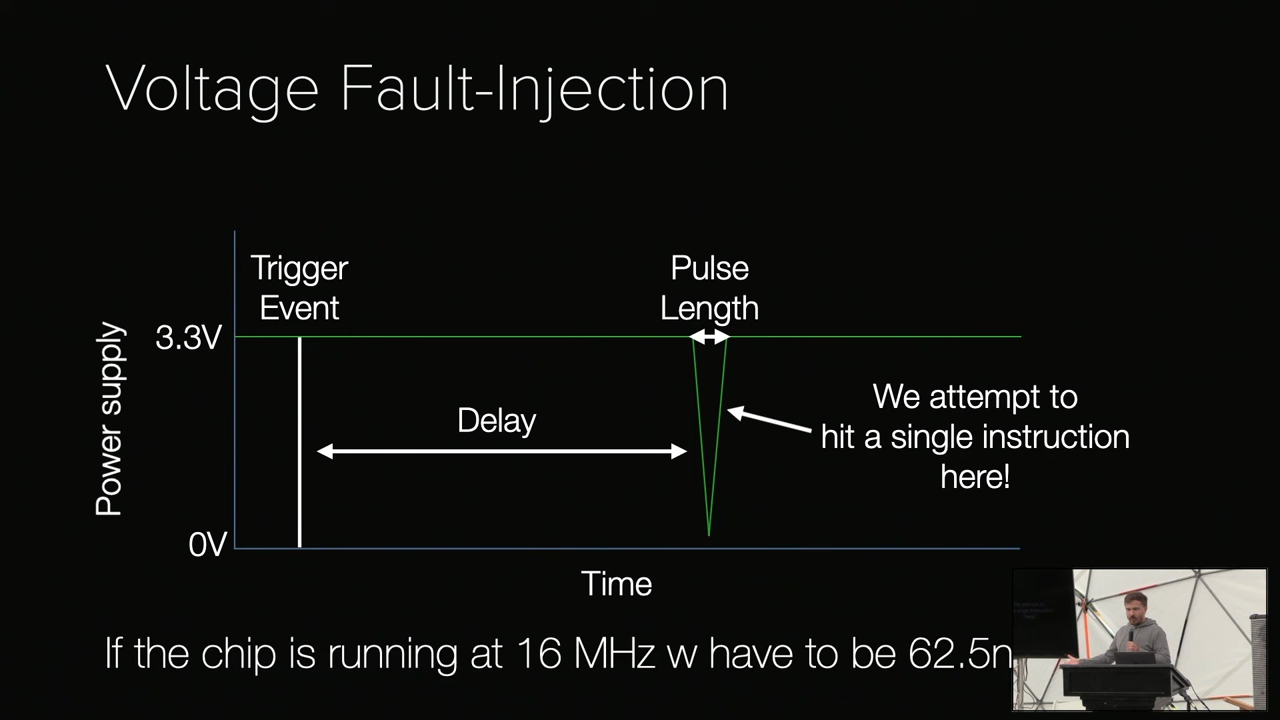 Voltage Fault-Injection
Trigger
Event
Pulse
Length
3.3V
Power supply
Delay
We attempt to
hit a single instruction
here!
0V
Time
If the chip is running at 16 MHz w have to be 62.5n